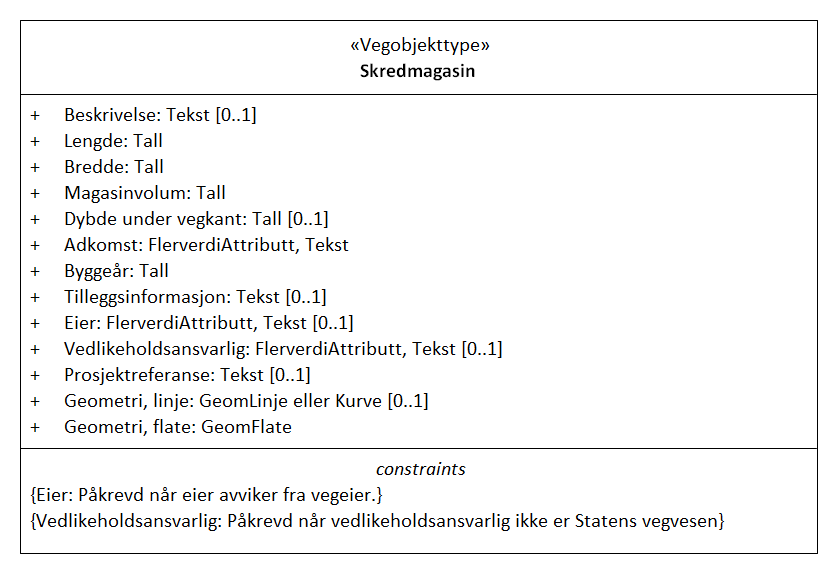 «Vegobjekttype»
Skredmagasin
+ Beskrivelse: Tekst [0..1]
+ Lengde: Tall
+ Bredde: Tall
+ Magasinvolum: Tall
+ Dybde under vegkant: Tall [0..1]
+ Adkomst: FlerverdiAttributt, Tekst
+ Byggeår: Tall
+ Tilleggsinformasjon: Tekst [0..1]
+ Eier: FlerverdiAttributt, Tekst [0..1]
+ Vedlikeholdsansvarlig: FlerverdiAttributt, Tekst [0..1]
+ Prosjektreferanse: Tekst [0..1]
+ Geometri, linje: GeomLinje eller Kurve [0..1]
+ Geometri, flate: GeomFlate
constraints
{Eier: Påkrevd når eier avviker fra vegeier.}
{Vedlikeholdsansvarlig: Påkrevd når vedlikeholdsansvarlig ikke er Statens vegvesen}